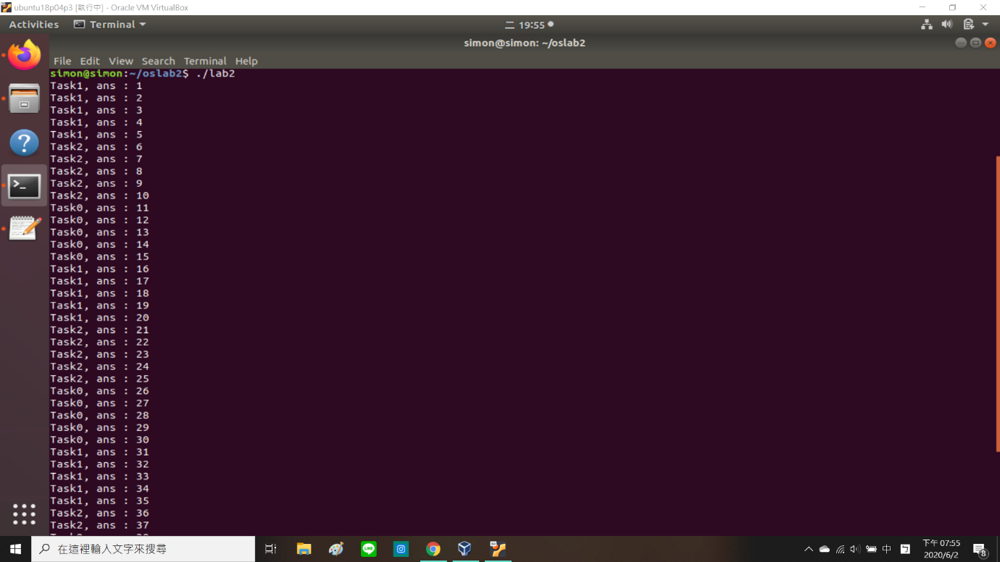 ubuntu18p04p3 [執行中] - Oracle VM VirtualBox
Activities Terminal 二 19:55
simon@simon: ~/oslab2
File Edit View Search Terminal Help
simon@simon:~/oslab2$ ./lab2
Task1, ans : 1
Task1, ans : 2
Task1, ans : 3
Task1, ans : 4
Task1, ans : 5
Task2, ans : 6
Task2, ans : 7
Task2, ans : 8
Task2, ans : 9
Task2, ans : 10
Task0, ans : 11
Task0, ans : 12
Task0, ans : 13
Task0, ans : 14
Task0, ans : 15
Task1, ans : 16
Task1, ans : 17
Task1, ans : 18
Task1, ans : 19
Task1, ans : 20
Task2, ans : 21
Task2, ans : 22
Task2, ans : 23
Task2, ans : 24
Task2, ans : 25
Task0, ans : 26
Task0, ans : 27
Task0, ans : 28
Task0, ans : 29
Task0, ans : 30
Task1, ans : 31
Task1, ans : 32
Task1, ans : 33
Task1, ans : 34
Task1, ans : 35
Task2, ans : 36
Task2, ans : 37
在這裡輸入文字來搜尋
LINE
中
下午 07:55
2020/6/2
8